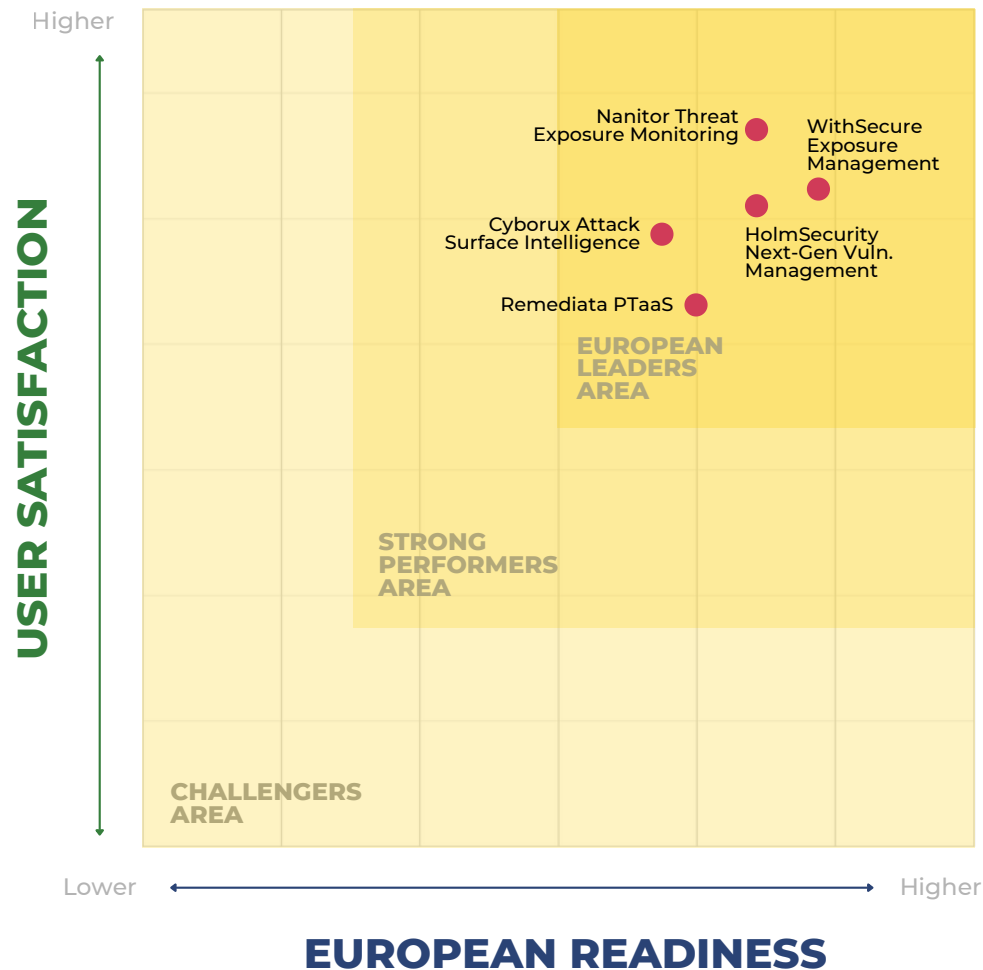 Higher
Nanitor Threat
Exposure Monitoring
WithSecure
Exposure
Management
Cyborux Attack
Surface Intelligence
HolmSecurity
Next-Gen Vuln.
Management
Remediata PTaaS
EUROPEAN
LEADERS
AREA
USER SATISFACTION
STRONG
PERFORMERS
AREA
CHALLENGERS
AREA
Lower
Higher
EUROPEAN READINESS